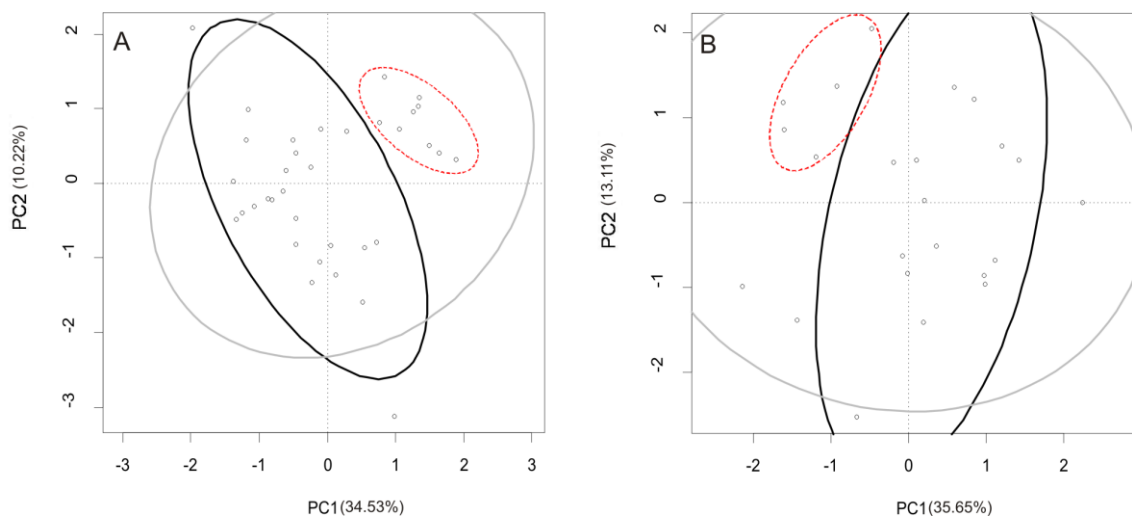 A
2
1
0
-1
-2
-3
PC2 (10.22%)
-3 -2 -1 0 1 2 3
PC1(34.53%)
B
2
1
0
-1
-2
PC2 (13.11%)
-2 -1 0 1 2
PC1(35.65%)